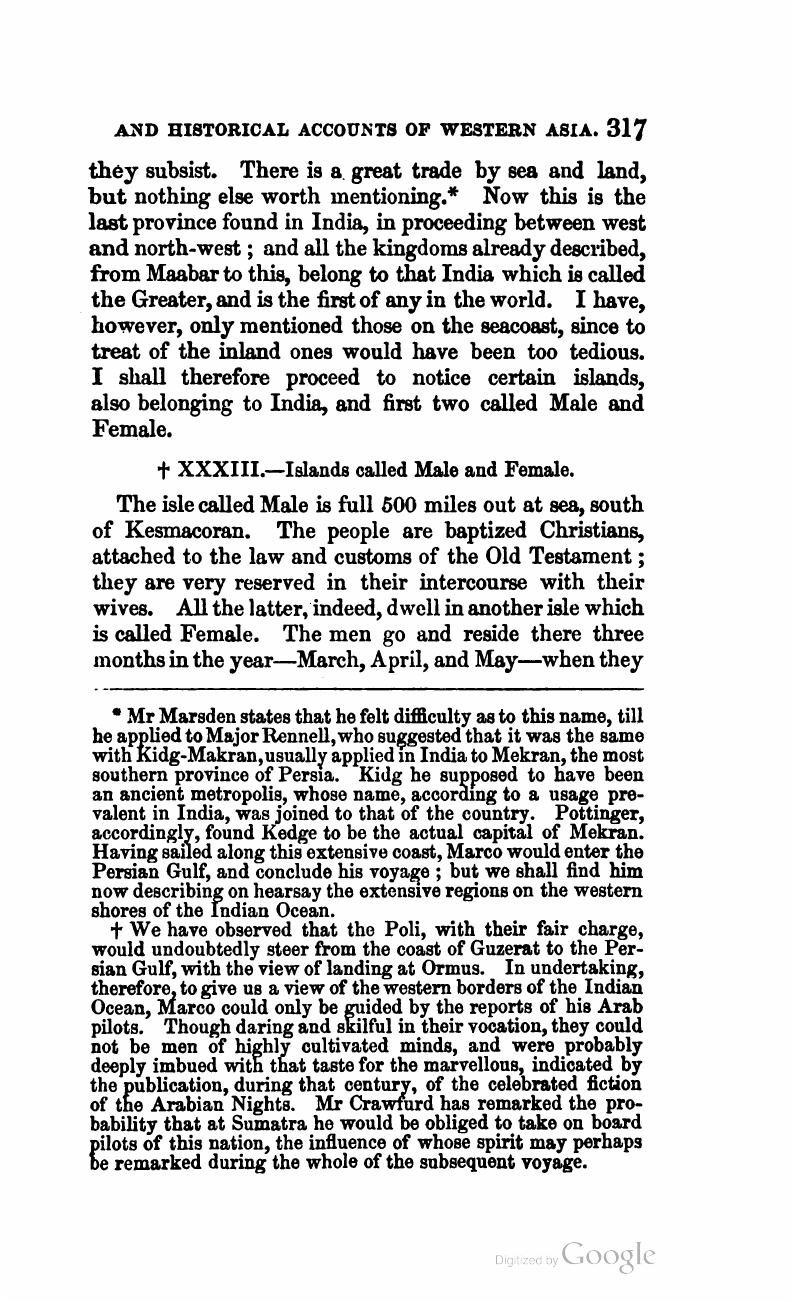 AND HISTORICAL ACCOUNTS OF WESTERN ASIA. 317
they subsist. There is a great trade by sea and land,
but nothing else worth mentioning.* Now this is the
last province found in India, in proceeding between west
and north-west ; and all the kingdoms already described,
from Maabar to this, belong to that India which is called
the Greater, and is the first of any in the world. I have,
however, only mentioned those on the seacoast, since to
treat of the inland ones would have been too tedious.
I shall therefore proceed to notice certain islands,
also belonging to India, and first two called Male and
Female.
† XXXIII.—Islands called Male and Female.
The isle called Male is full 500 miles out at sea, south
of Kesmacoran. The people are baptized Christians,
attached to the law and customs of the Old Testament ;
they are very reserved in their intercourse with their
wives. All the latter, indeed, dwell in another isle which
is called Female. The men go and reside there three
months in the year—March, April, and May—when they
* Mr Marsden states that he felt difficulty as to this name, till
he applied to Major Rennell, who suggested that it was the same
with Kidg-Makran, usually applied in India to Mekran, the most
southern province of Persia. Kidg he supposed to have been
an ancient metropolis, whose name, according to a usage pre-
valent in India, was joined to that of the country. Pottinger,
accordingly, found Kedge to be the actual capital of Mekran.
Having sailed along this extensive coast, Marco would enter the
Persian Gulf, and conclude his voyage ; but we shall find him
now describing on hearsay the extensive regions on the western
shores of the Indian Ocean.
† We have observed that the Poli, with their fair charge,
would undoubtedly steer from the coast of Guzerat to the Per-
sian Gulf, with the view of landing at Ormus. In undertaking,
therefore, to give us a view of the western borders of the Indian
Ocean, Marco could only be guided by the reports of his Arab
pilots. Though daring and skilful in their vocation, they could
not be men of highly cultivated minds, and were probably
deeply imbued with that taste for the marvellous, indicated by
the publication, during that century, of the celebrated fiction
of the Arabian Nights. Mr Crawfurd has remarked the pro-
bability that at Sumatra he would be obliged to take on board
pilots of this nation, the influence of whose spirit may perhaps
be remarked during the whole of the subsequent voyage.
Digitized by Google